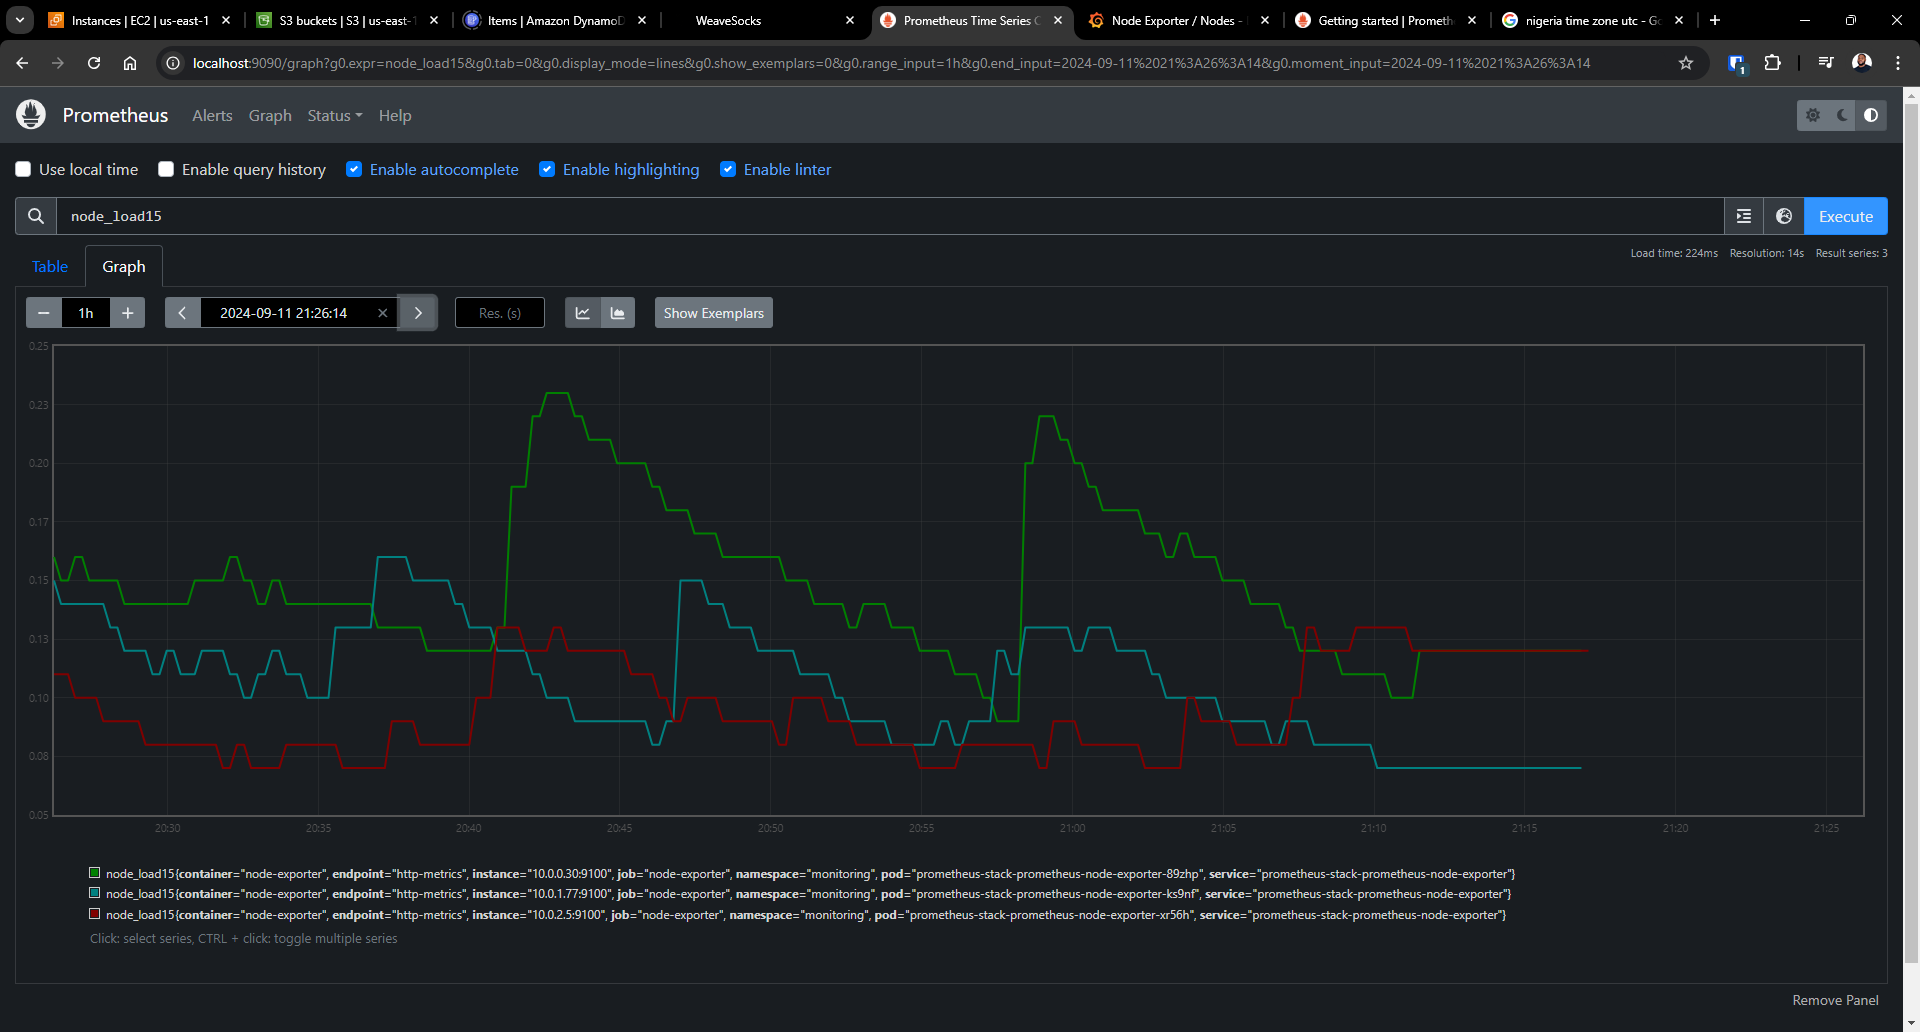 Instances | EC2 | us-east-1
S3 buckets | S3 | us-east-1
Items | Amazon DynamoD
WeaveSocks
Prometheus Time Series C
Node Exporter / Nodes -
Getting started | Prometh
nigeria time zone utc - Go
localhost:9090/graph?g0.expr=node_load15&g0.tab=0&g0.display_mode=lines&g0.show_exemplars=0&g0.range_input=1h&g0.end_input=2024-09-11%2021%3A26%3A14&g0.moment_input=2024-09-11%2021%3A26%3A14
1
Prometheus Alerts Graph Status Help
Use local time Enable query history Enable autocomplete Enable highlighting Enable linter
node_load15
Execute
Load time: 224ms Resolution: 14s Result series: 3
Table Graph
1h 2024-09-11 21:26:14 Res. (s) Show Exemplars
0.25
0.23
0.20
0.17
0.15
0.13
0.10
0.08
0.05
20:30 20:35 20:40 20:45 20:50 20:55 21:00 21:05 21:10 21:15 21:20 21:25
node_load15{container="node-exporter", endpoint="http-metrics", instance="10.0.0.30:9100", job="node-exporter", namespace="monitoring", pod="prometheus-stack-prometheus-node-exporter-89zhp", service="prometheus-stack-prometheus-node-exporter"}
node_load15{container="node-exporter", endpoint="http-metrics", instance="10.0.1.77:9100", job="node-exporter", namespace="monitoring", pod="prometheus-stack-prometheus-node-exporter-ks9nf", service="prometheus-stack-prometheus-node-exporter"}
node_load15{container="node-exporter", endpoint="http-metrics", instance="10.0.2.5:9100", job="node-exporter", namespace="monitoring", pod="prometheus-stack-prometheus-node-exporter-xr56h", service="prometheus-stack-prometheus-node-exporter"}
Click: select series, CTRL + click: toggle multiple series
Remove Panel